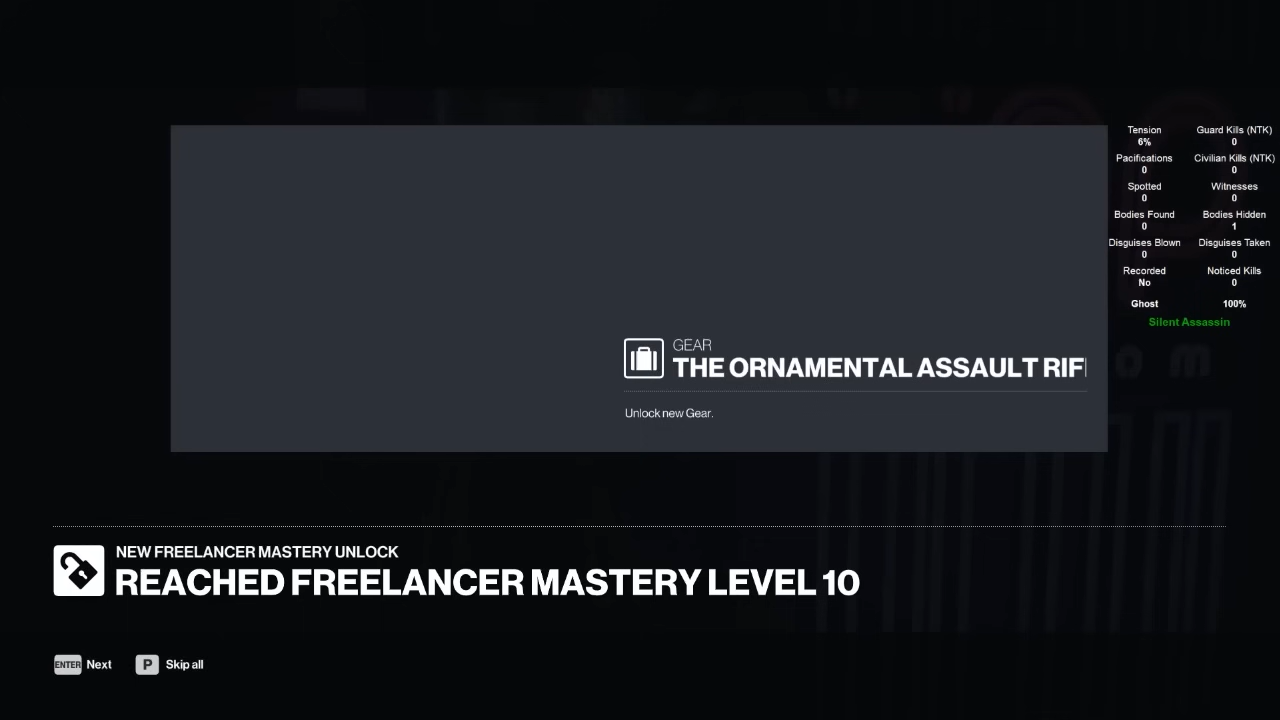 Tension Guard Kills (NTK)
6% 0
Pacifications Civilian Kills (NTK)
0 0
Spotted Witnesses
0 0
Bodies Found Bodies Hidden
0 1
Disguises Blown Disguises Taken
0 0
Recorded Noticed Kills
No 0
Ghost 100%
Silent Assassin
GEAR
THE ORNAMENTAL ASSAULT RIF
Unlock new Gear.
NEW FREELANCER MASTERY UNLOCK
REACHED FREELANCER MASTERY LEVEL 10
ENTER Next P Skip all